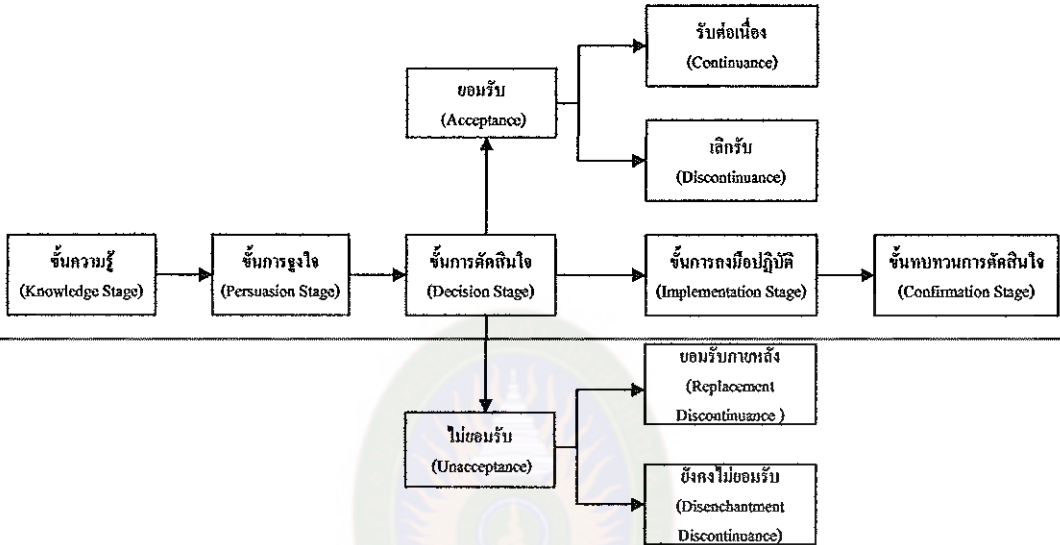 รับต่อเนื่อง
(Continuance)
ยอมรับ
(Acceptance)
เลิกรับ
(Discontinuance)
ขั้นความรู้
(Knowledge Stage)
ขั้นการจูงใจ
(Persuasion Stage)
ขั้นการตัดสินใจ
(Decision Stage)
ขั้นการลงมือปฏิบัติ
(Implementation Stage)
ขั้นทบทวนการตัดสินใจ
(Confirmation Stage)
ยอมรับภายหลัง
(Replacement
Discontinuance )
ไม่ยอมรับ
(Unacceptance)
ยังคงไม่ยอมรับ
(Disenchantment
Discontinuance)